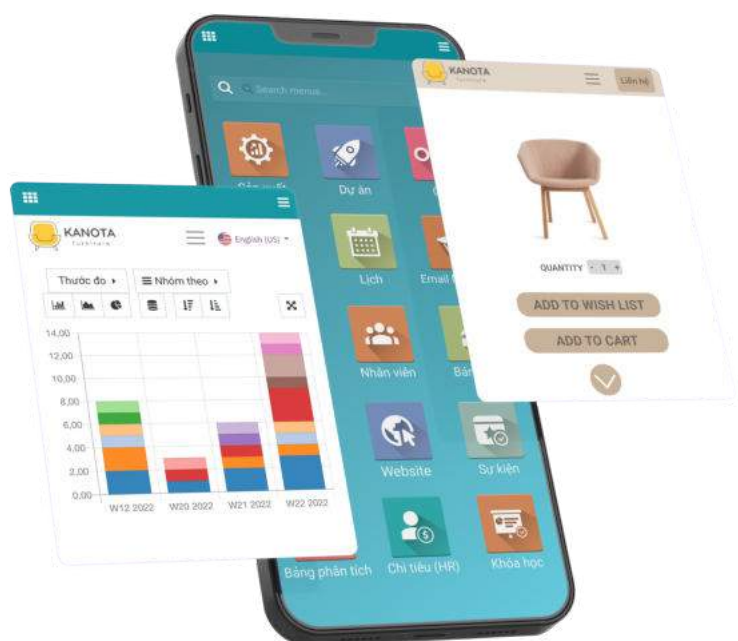 Search menus...
Dự án
Lịch
Email
Nhân viên
Website
Sự kiện
Bảng phân tích
Chi tiêu (HR)
Khóa học
KANOTA
Furniture
English (US)
Thước đo
Nhóm theo
14,00
12,00
10,00
8,00
6,00
4,00
2,00
0,00
W12 2022
W20 2022
W21 2022
W22 2022
KANOTA
Furniture
Liên hệ
QUANTITY - 1 +
ADD TO WISH LIST
ADD TO CART